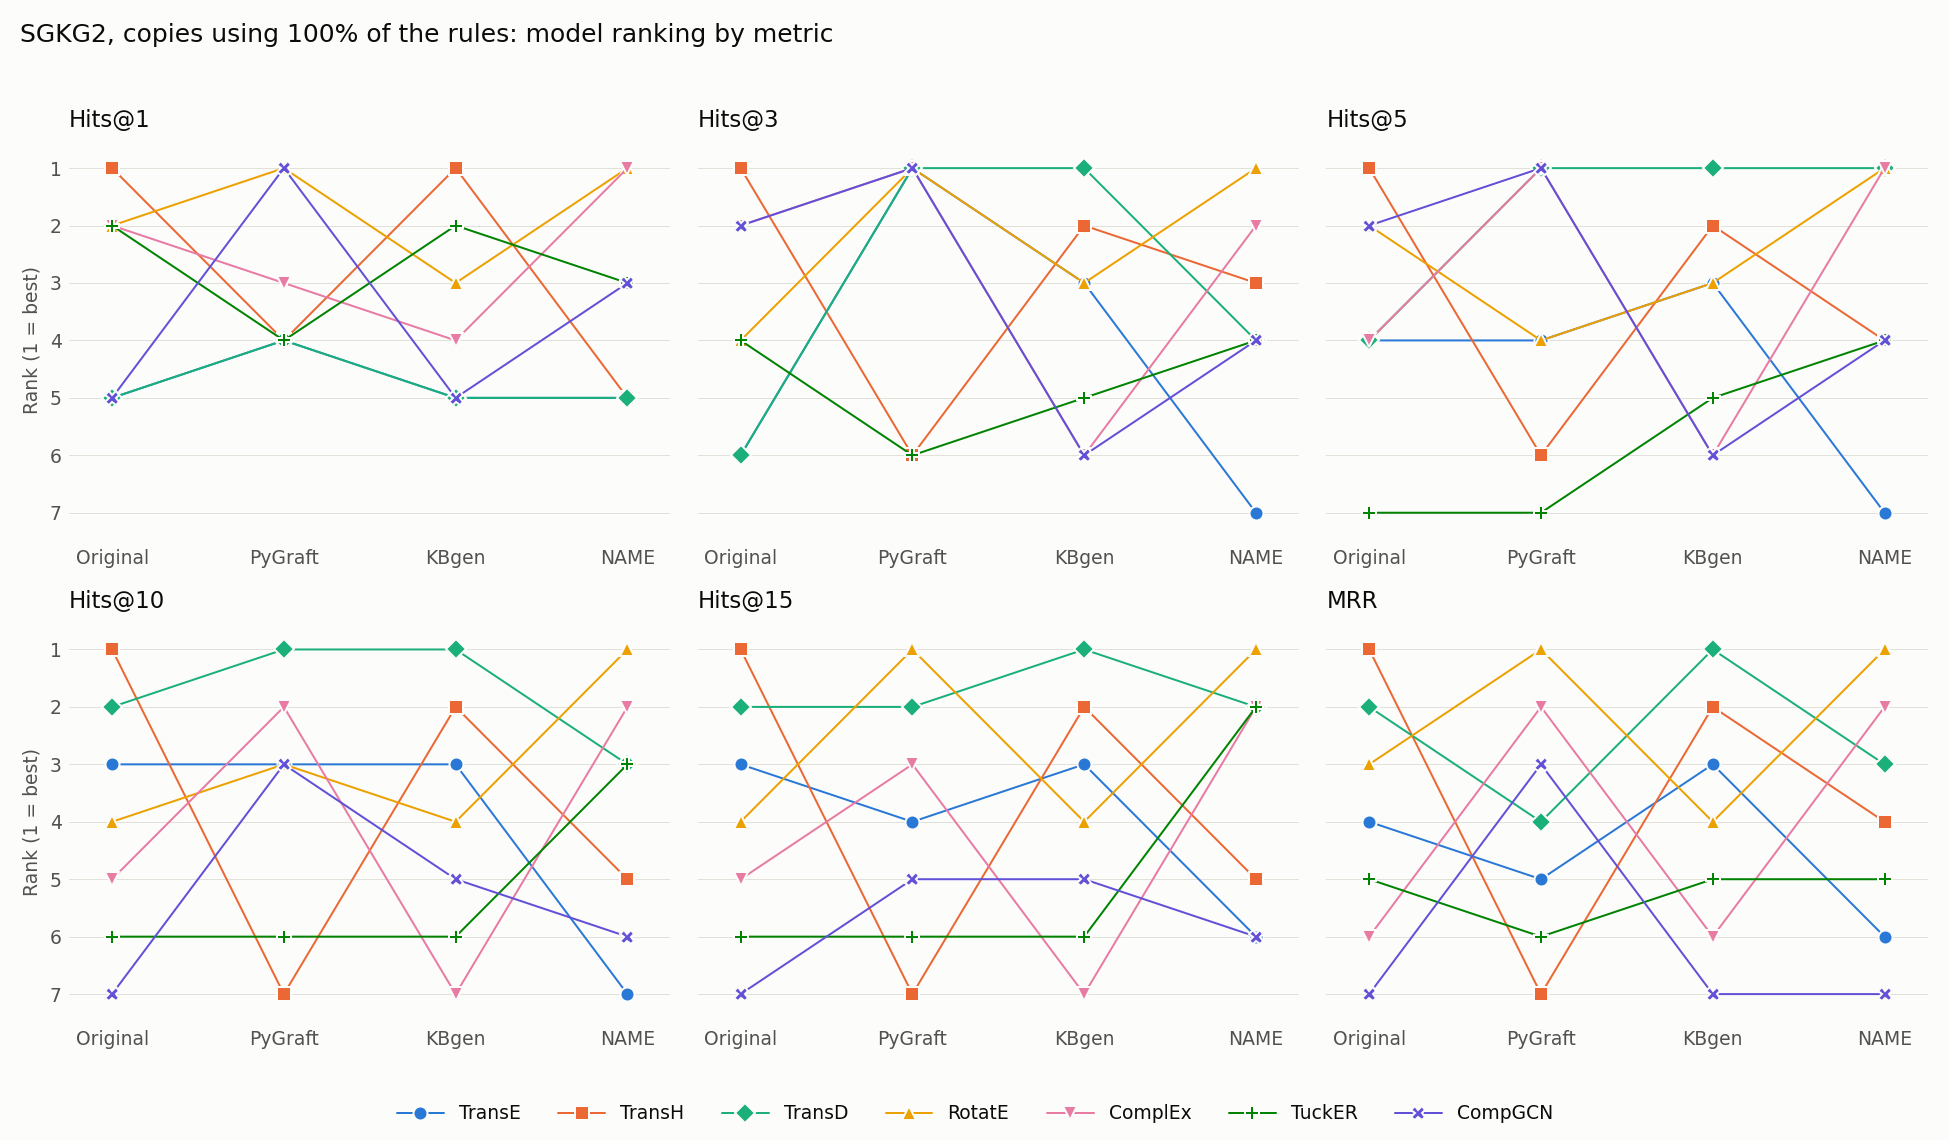 SGKG2, copies using 100% of the rules: model ranking by metric
Hits@1
Hits@3
Hits@5
Rank (1 = best)
1
2
3
4
5
6
7
Original PyGraft KBgen NAME
Original PyGraft KBgen NAME
Original PyGraft KBgen NAME
Hits@10
Hits@15
MRR
Rank (1 = best)
1
2
3
4
5
6
7
Original PyGraft KBgen NAME
Original PyGraft KBgen NAME
Original PyGraft KBgen NAME
TransE TransH TransD RotatE ComplEx TuckER CompGCN